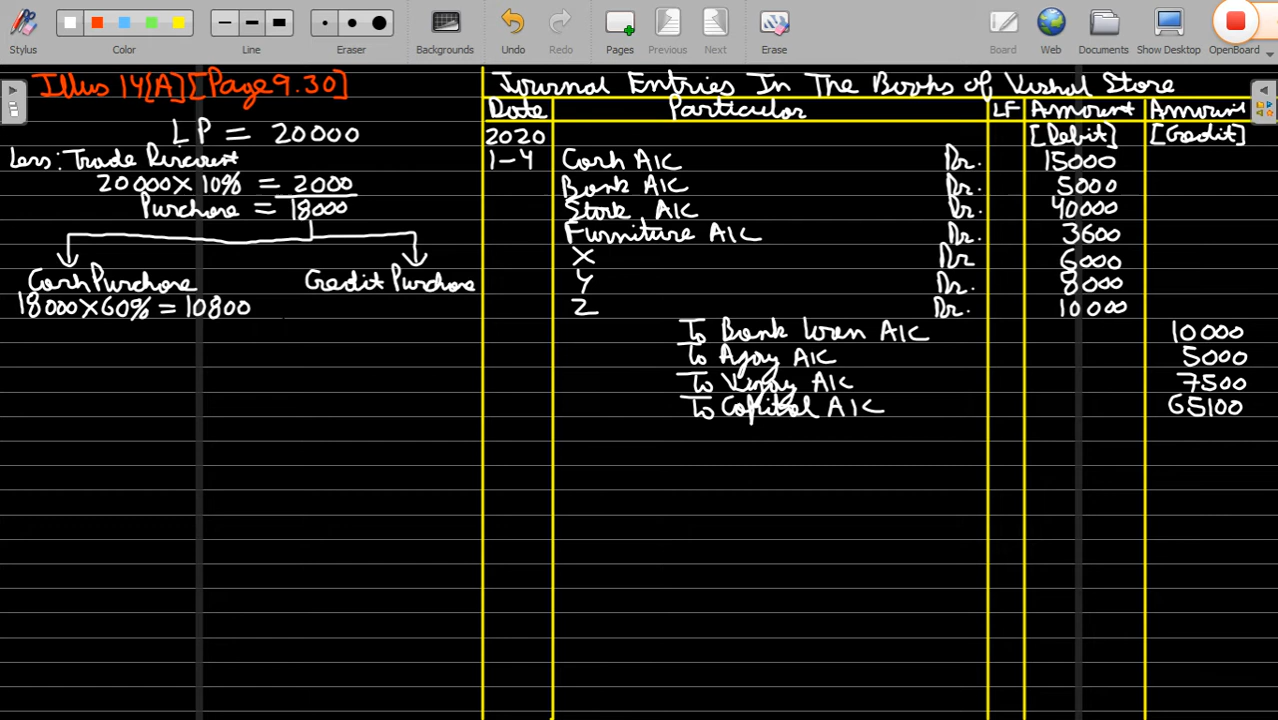 Stylus
Color
Line
Eraser
Backgrounds
Undo
Redo
Pages
Previous
Next
Erase
Board
Web
Documents
Show Desktop
OpenBoard
Illus 14[A][Page 9.30]
LP = 20000
Less: Trade Discount
20000 × 10% = 2000
Purchase = 18000
Cash Purchase Credit Purchase
18000×60% = 10800
Journal Entries In The Books of Vishal Store
Date Particular LF Amount Amount
2020 [Debit] [Credit]
1-4 Cash A/C Dr. 15000
Bank A/C Dr. 5000
Stock A/C Dr. 40000
Furniture A/C Dr. 3600
X Dr 6000
Y Dr. 8000
Z Dr. 10000
To Bank Loan A/C 10000
To Ajay A/C 5000
To Vinay A/C 7500
To Capital A/C 65100